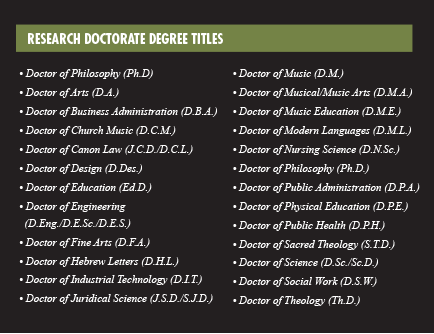 RESEARCH DOCTORATE DEGREE TITLES
• Doctor of Philosophy (Ph.D)
• Doctor of Arts (D.A.)
• Doctor of Business Administration (D.B.A.)
• Doctor of Church Music (D.C.M.)
• Doctor of Canon Law (J.C.D./D.C.L.)
• Doctor of Design (D.Des.)
• Doctor of Education (Ed.D.)
• Doctor of Engineering
(D.Eng./D.E.Sc./D.E.S.)
• Doctor of Fine Arts (D.F.A.)
• Doctor of Hebrew Letters (D.H.L.)
• Doctor of Industrial Technology (D.I.T.)
• Doctor of Juridical Science (J.S.D./S.J.D.)
• Doctor of Music (D.M.)
• Doctor of Musical/Music Arts (D.M.A.)
• Doctor of Music Education (D.M.E.)
• Doctor of Modern Languages (D.M.L.)
• Doctor of Nursing Science (D.N.Sc.)
• Doctor of Philosophy (Ph.D.)
• Doctor of Public Administration (D.P.A.)
• Doctor of Physical Education (D.P.E.)
• Doctor of Public Health (D.P.H.)
• Doctor of Sacred Theology (S.T.D.)
• Doctor of Science (D.Sc./Sc.D.)
• Doctor of Social Work (D.S.W.)
• Doctor of Theology (Th.D.)